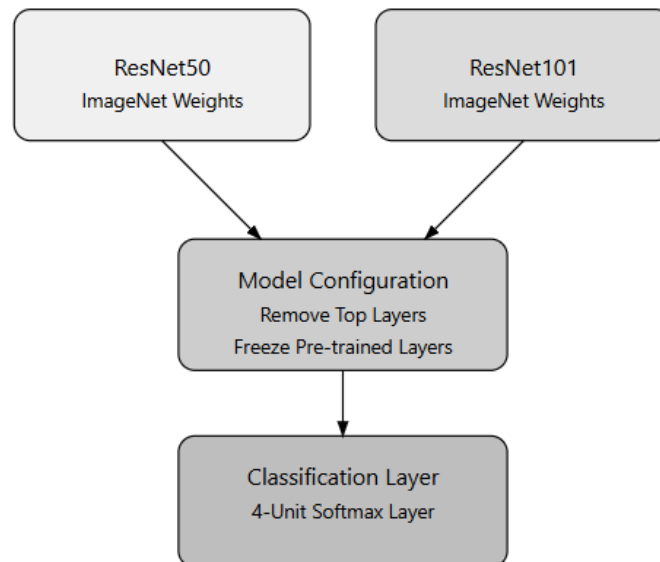 ResNet50
ImageNet Weights
ResNet101
ImageNet Weights
Model Configuration
Remove Top Layers
Freeze Pre-trained Layers
Classification Layer
4-Unit Softmax Layer